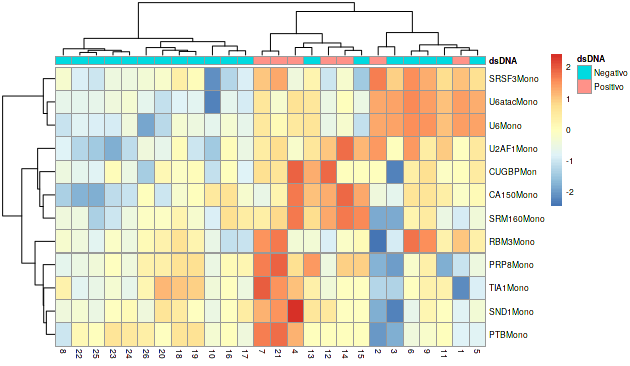 dsDNA
SRSF3Mono
U6atacMono
U6Mono
U2AF1Mono
CUGBPMon
CA150Mono
SRM160Mono
RBM3Mono
PRP8Mono
TIA1Mono
SND1Mono
PTBMono
8 22 25 23 24 26 20 18 19 10 16 17 7 21 4 13 12 14 15 2 3 6 9 11 1 5
2
1
0
-1
-2
dsDNA
Negativo
Positivo